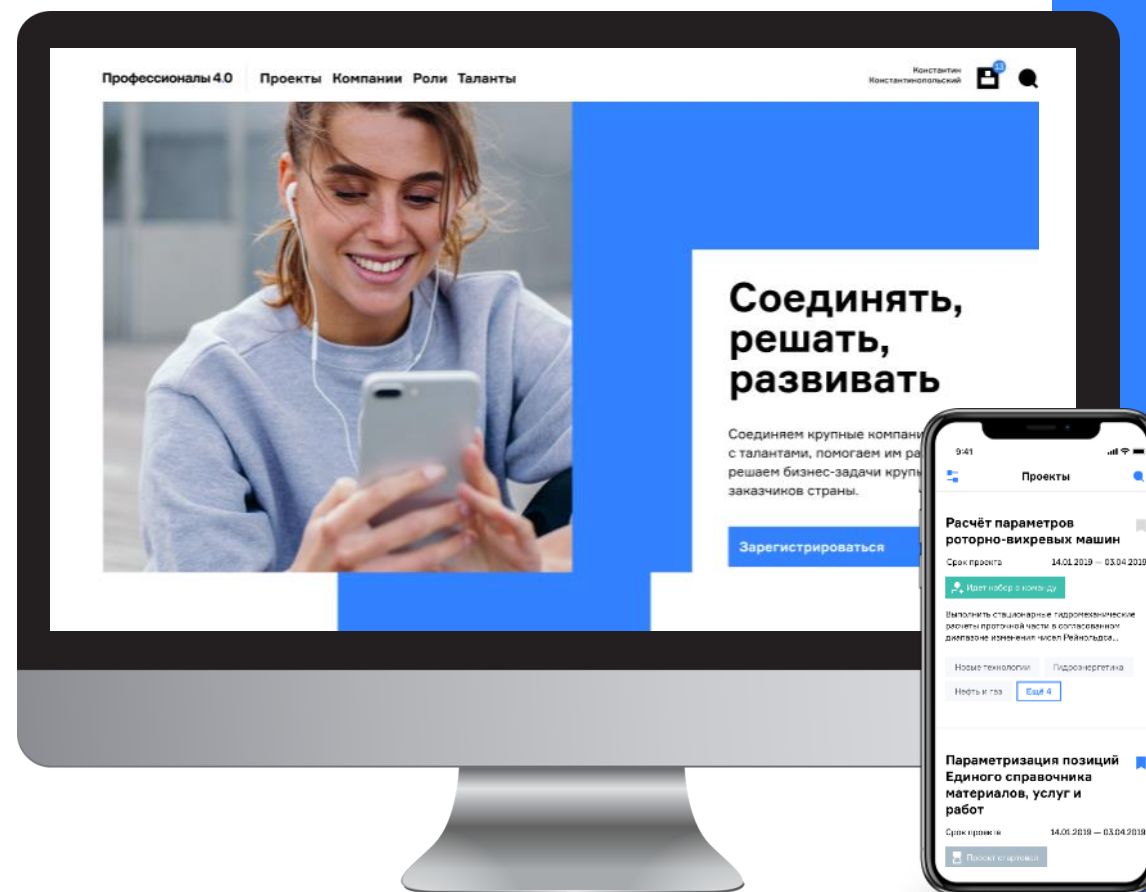 Профессионалы 4.0
Проекты Компании Роли Таланты
Константин
Константинопольский
13
Соединять,
решать,
развивать
Соединяем крупные компани
с талантами, помогаем им ра
решаем бизнес-задачи круп
заказчиков страны.
Зарегистрироваться
9:41
Проекты
Расчёт параметров
роторно-вихревых машин
Срок проекта 14.01.2019 — 03.04.2019
Идет набор в команду
Выполнить стационарные гидромеханические
расчеты проточной части в согласованном
диапазоне изменения чисел Рейнольдса...
Новые технологии Гидроэнергетика
Нефть и газ Ещё 4
Параметризация позиций
Единого справочника
материалов, услуг и
работ
Срок проекта 14.01.2019 — 03.04.2019
Проект стартовал